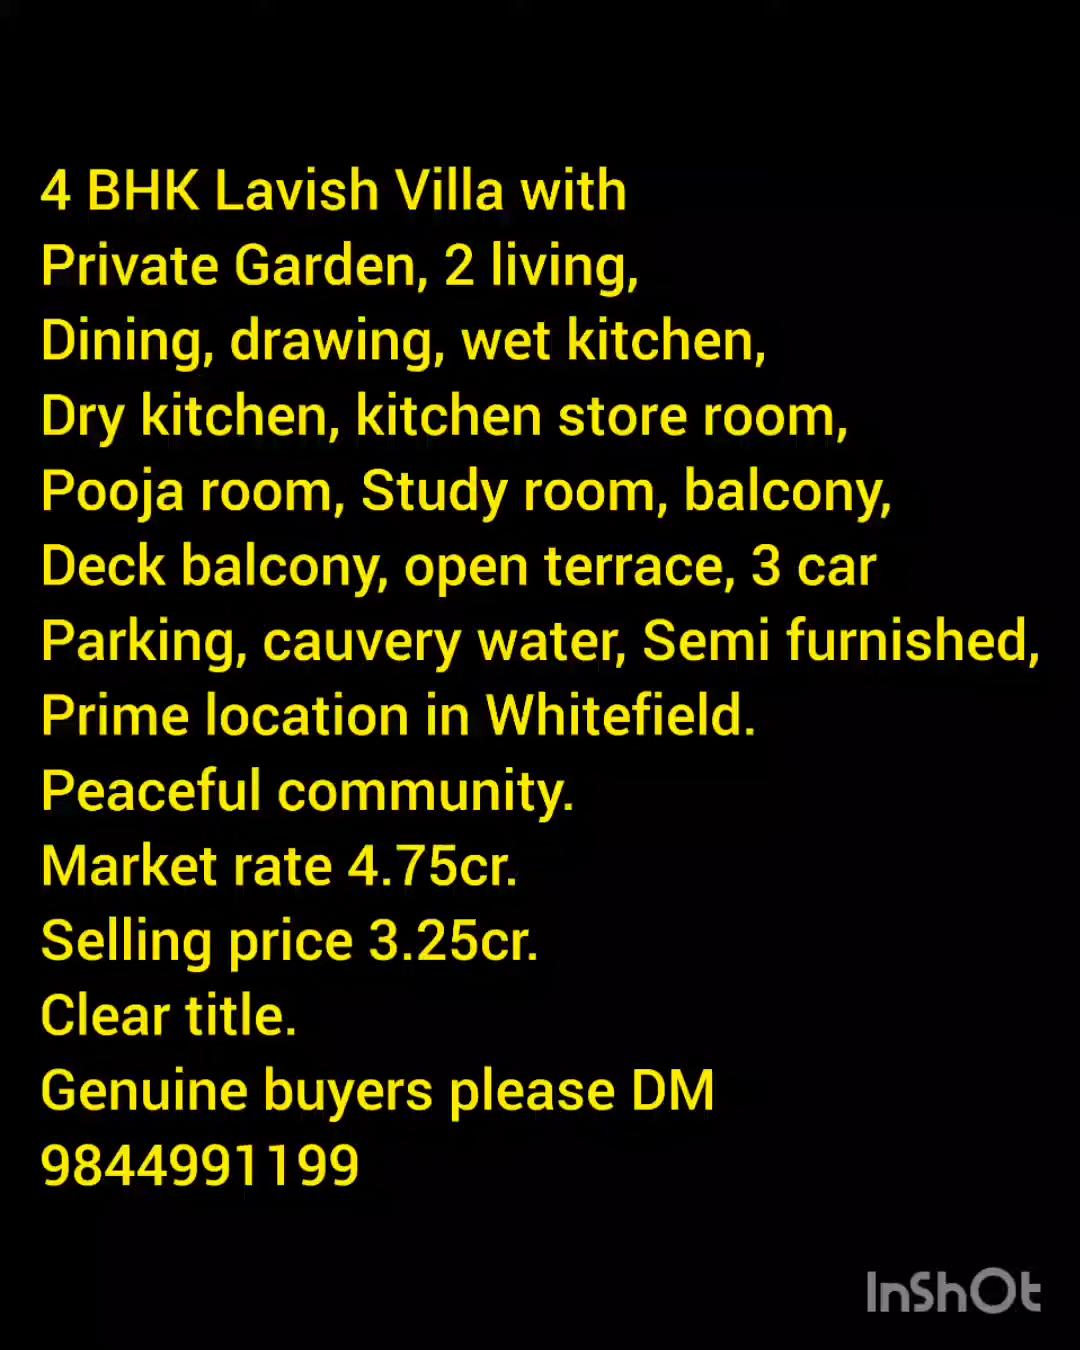 4 BHK Lavish Villa with
Private Garden, 2 living,
Dining, drawing, wet kitchen,
Dry kitchen, kitchen store room,
Pooja room, Study room, balcony,
Deck balcony, open terrace, 3 car
Parking, cauvery water, Semi furnished,
Prime location in Whitefield.
Peaceful community.
Market rate 4.75cr.
Selling price 3.25cr.
Clear title.
Genuine buyers please DM
9844991199
InShOt